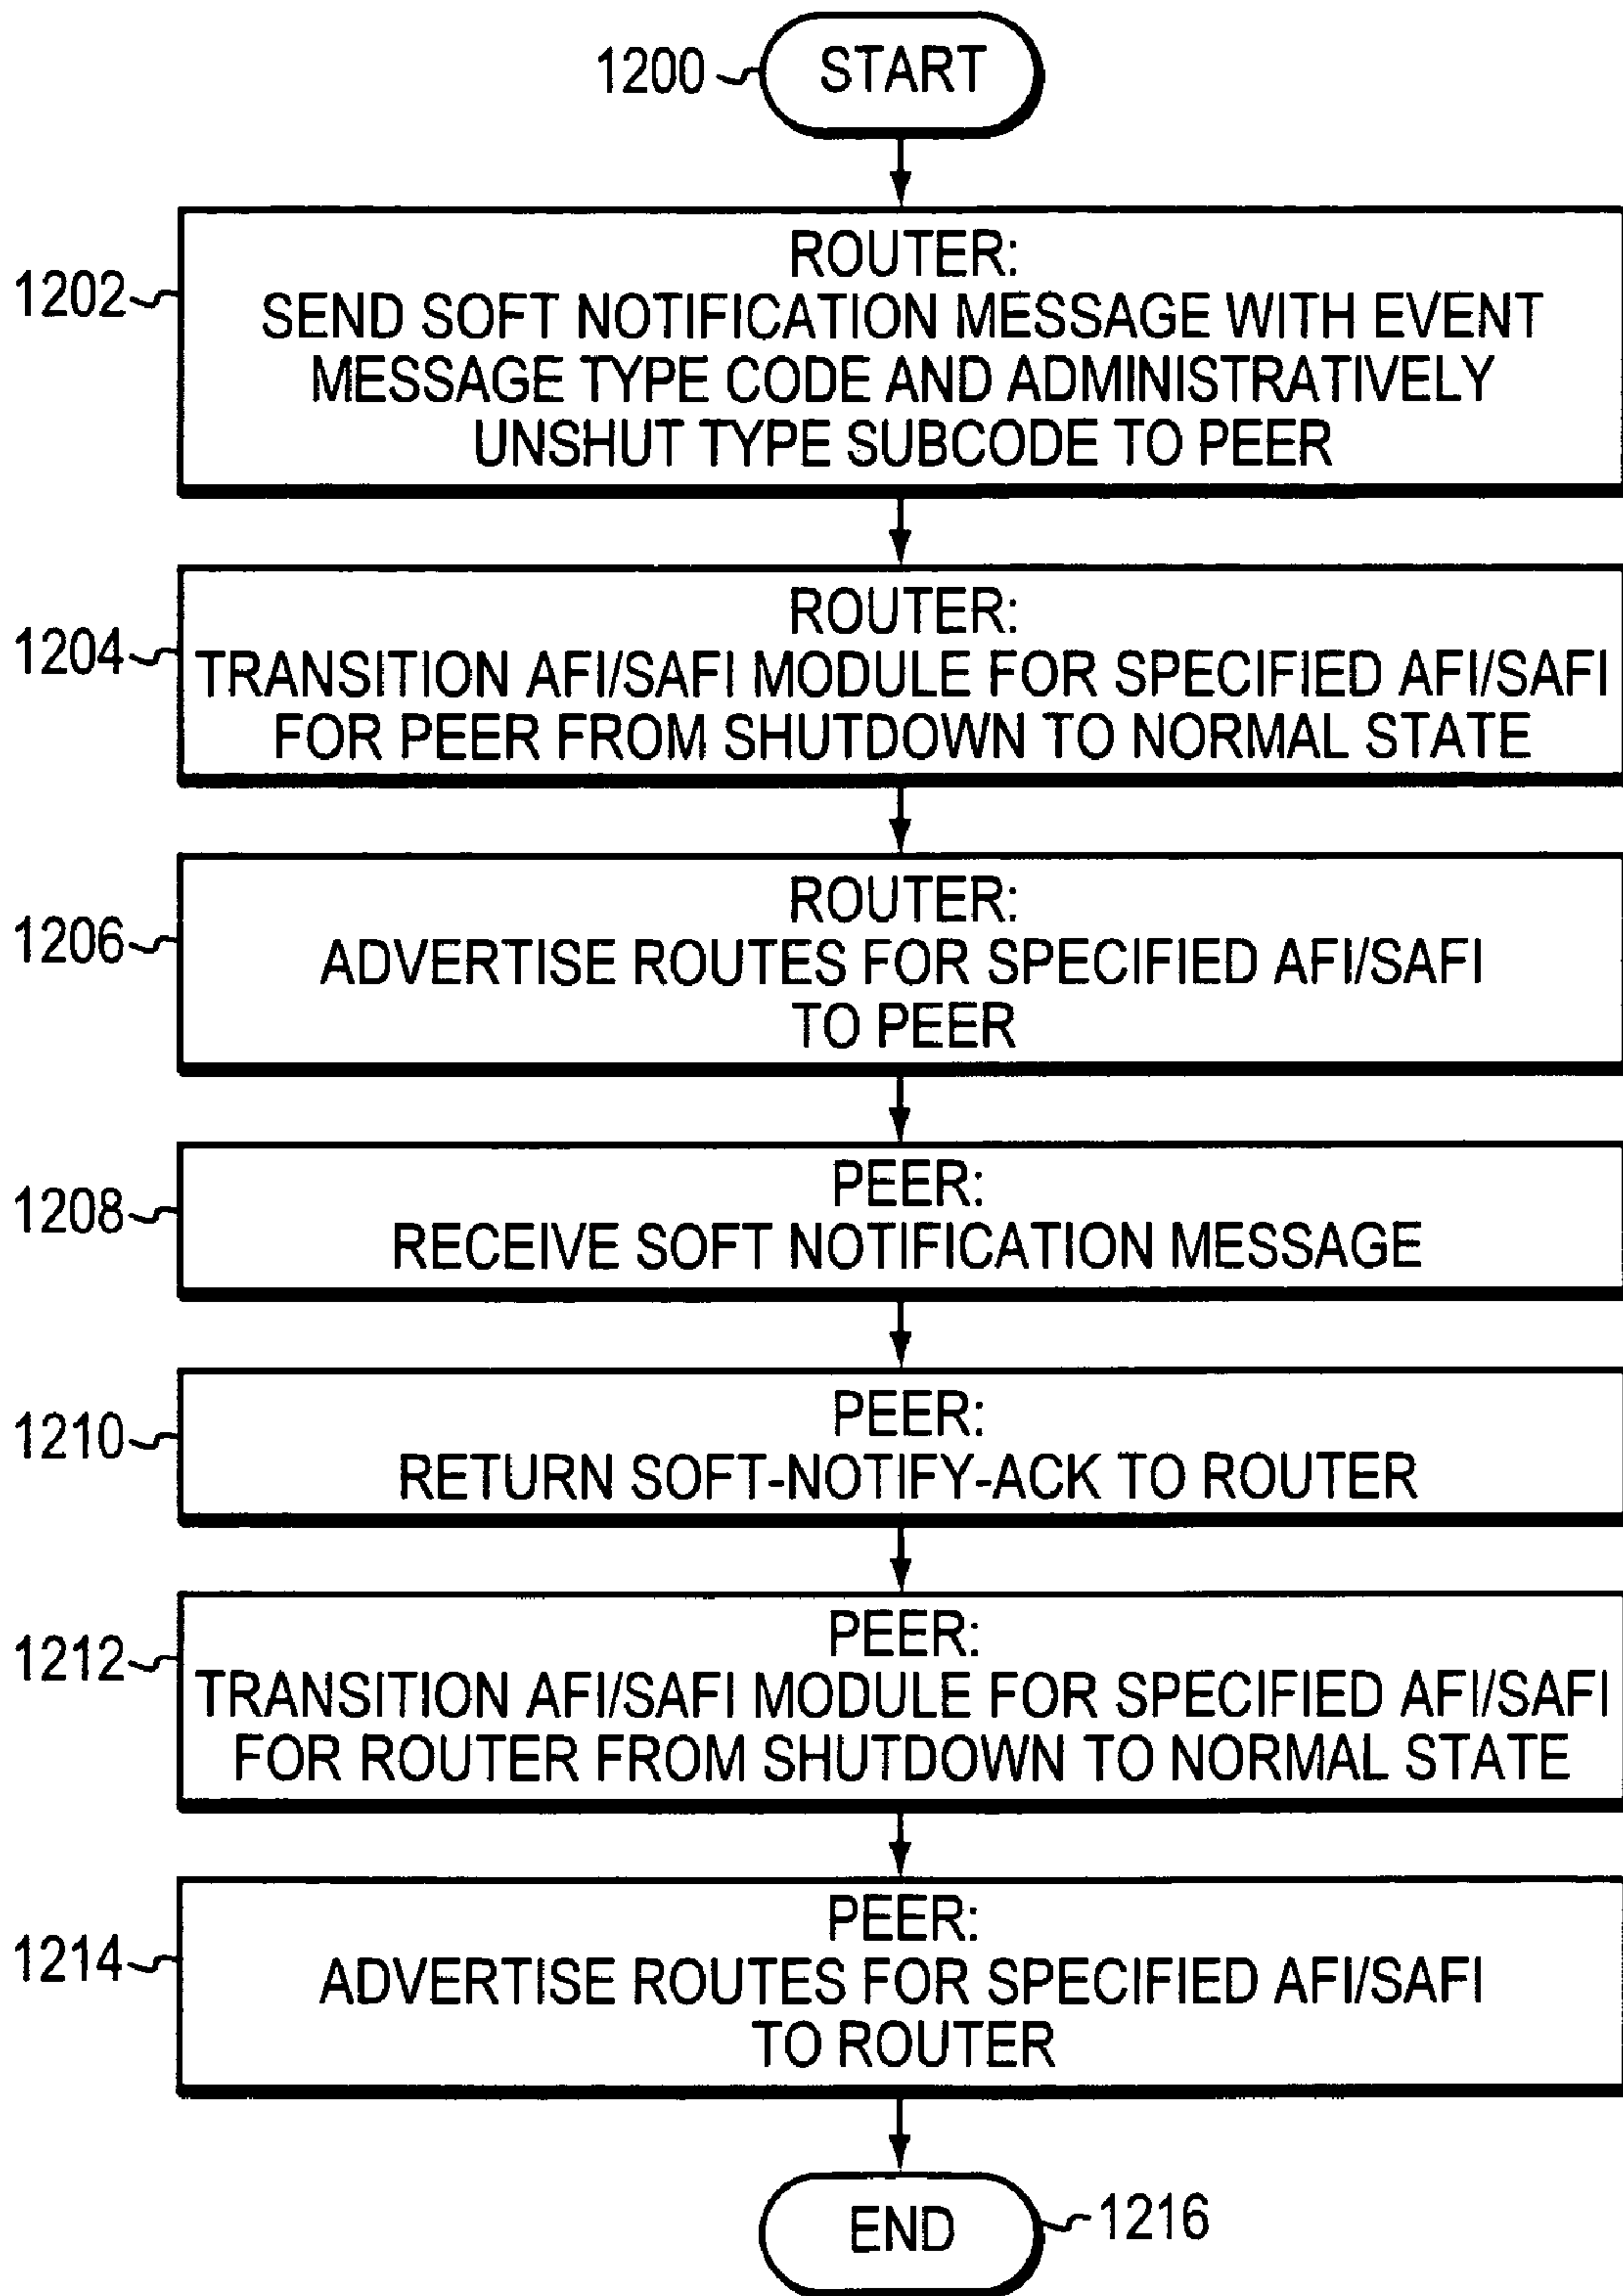 1200
START
1202
ROUTER:
SEND SOFT NOTIFICATION MESSAGE WITH EVENT
MESSAGE TYPE CODE AND ADMINISTRATIVELY
UNSHUT TYPE SUBCODE TO PEER
1204
ROUTER:
TRANSITION AFI/SAFI MODULE FOR SPECIFIED AFI/SAFI
FOR PEER FROM SHUTDOWN TO NORMAL STATE
1206
ROUTER:
ADVERTISE ROUTES FOR SPECIFIED AFI/SAFI
TO PEER
1208
PEER:
RECEIVE SOFT NOTIFICATION MESSAGE
1210
PEER:
RETURN SOFT-NOTIFY-ACK TO ROUTER
1212
PEER:
TRANSITION AFI/SAFI MODULE FOR SPECIFIED AFI/SAFI
FOR ROUTER FROM SHUTDOWN TO NORMAL STATE
1214
PEER:
ADVERTISE ROUTES FOR SPECIFIED AFI/SAFI
TO ROUTER
END
1216